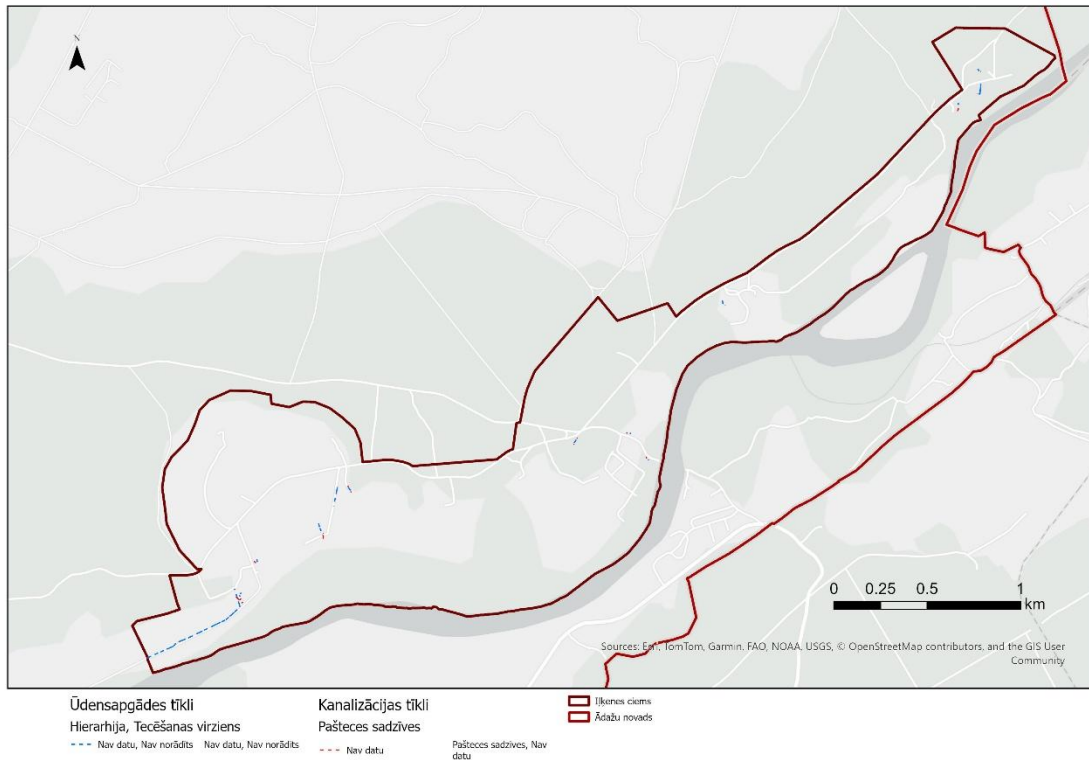 N
0 0.25 0.5 1
km
Sources: Esri, TomTom, Garmin, FAO, NOAA, USGS, © OpenStreetMap contributors, and the GIS User
Community
Ūdensapgādes tīkli
Hierarhija, Tecēšanas virziens
Nav datu, Nav norādīts Nav datu, Nav norādīts
Kanalizācijas tīkli
Pašteces sadzīves
Nav datu
Pašteces sadzīves, Nav
datu
Iļķenes ciems
Ādažu novads